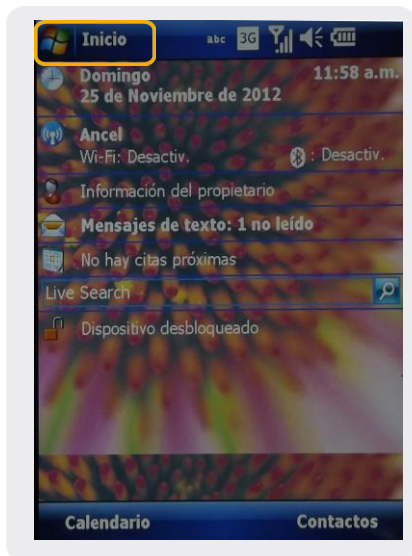 Inicio abc 3G
Domingo 11:58 a.m.
25 de Noviembre de 2012
Ancel
Wi-Fi: Desactiv. : Desactiv.
Información del propietario
Mensajes de texto: 1 no leído
No hay citas próximas
Live Search
Dispositivo desbloqueado
Calendario Contactos